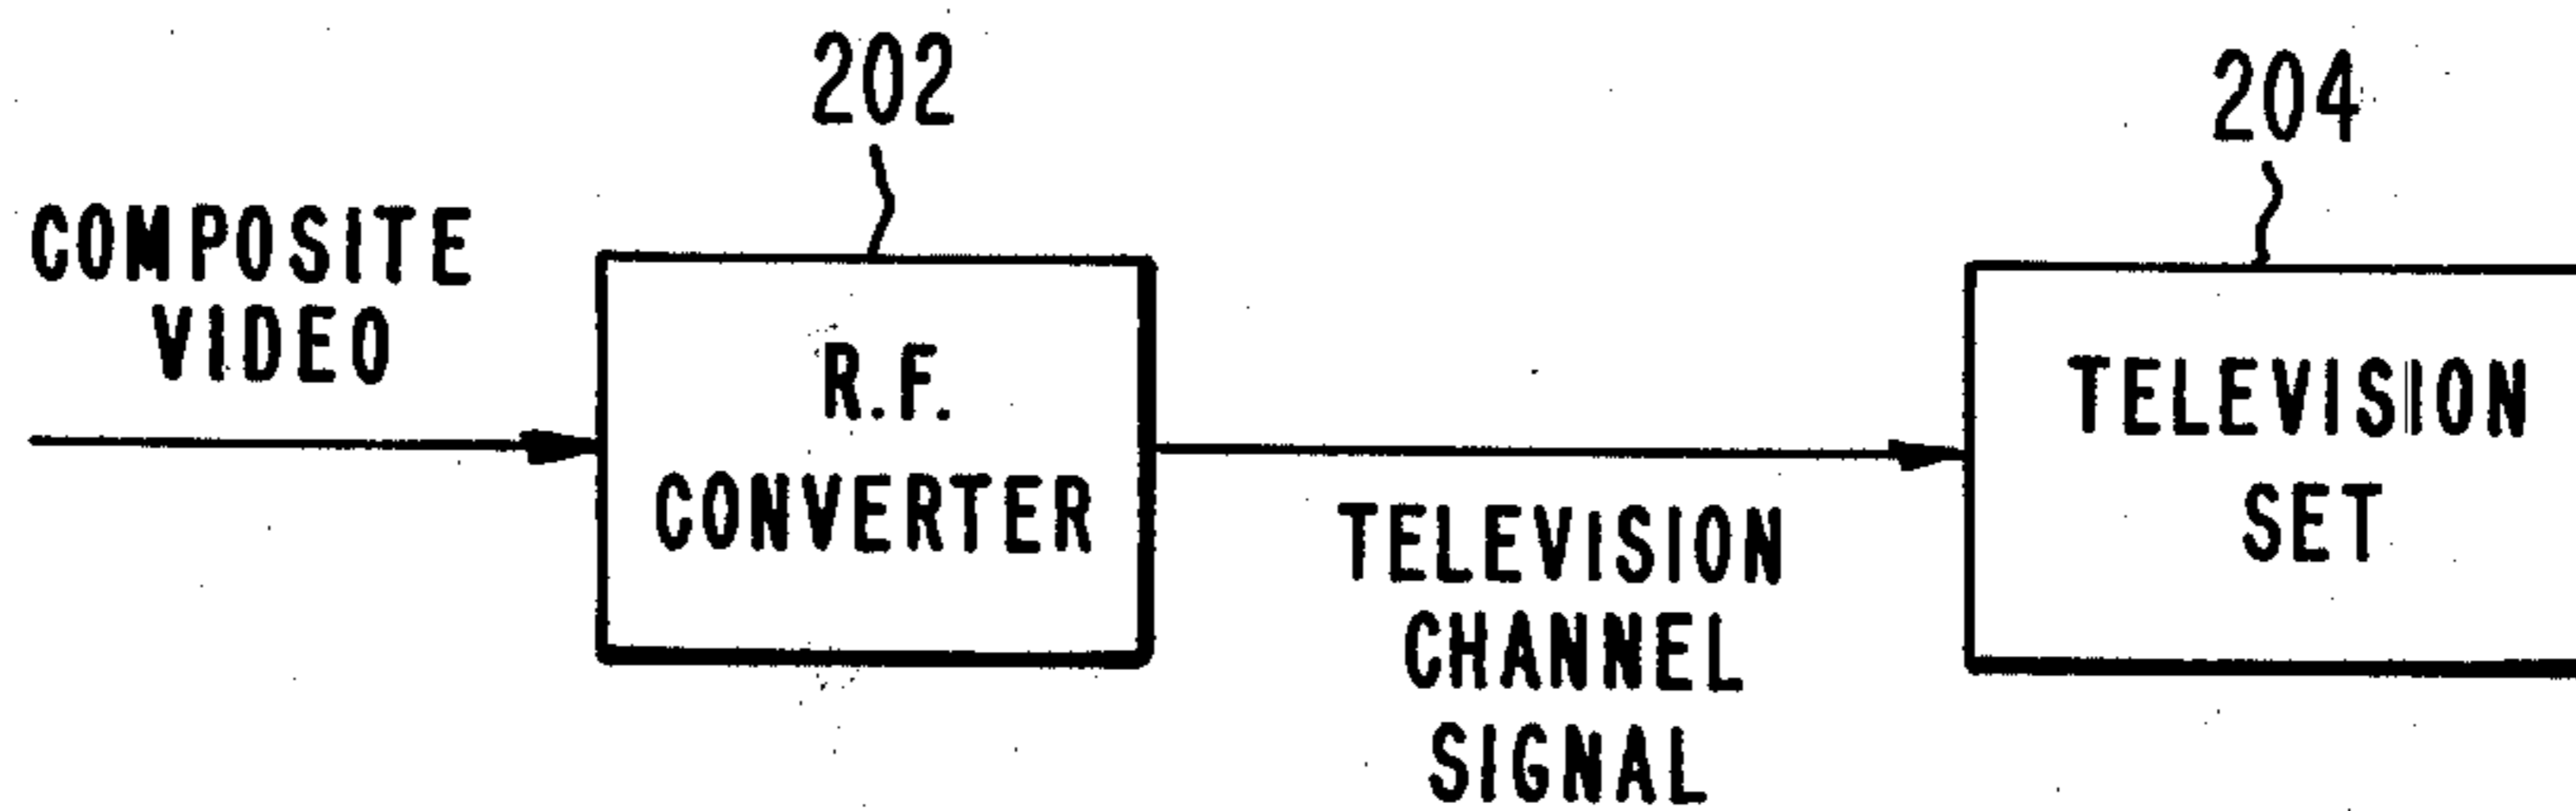 202
204
COMPOSITE
VIDEO
R.F.
CONVERTER
TELEVISION
CHANNEL
SIGNAL
TELEVISION
SET